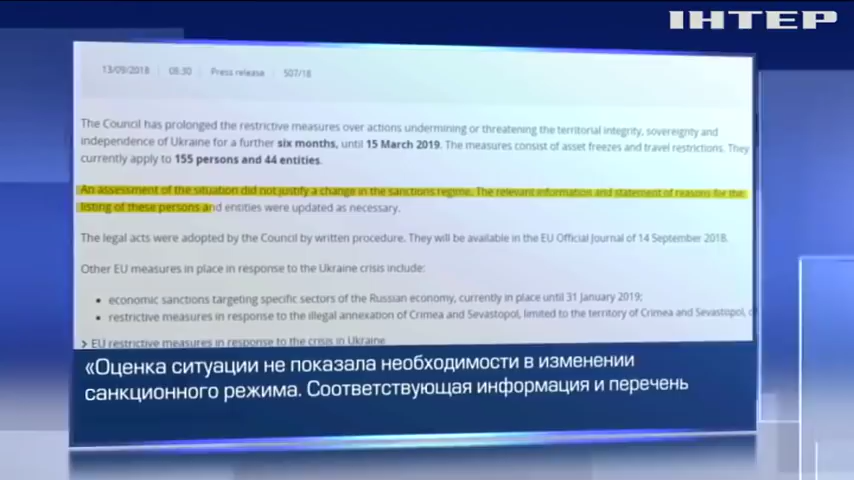 ІНТЕР
13/09/2018 08:30 Press release 507/18
The Council has prolonged the restrictive measures over actions undermining or threatening the territorial integrity, sovereignty and
independence of Ukraine for a further six months, until 15 March 2019. The measures consist of asset freezes and travel restrictions. They
currently apply to 155 persons and 44 entities.
An assessment of the situation did not justify a change in the sanctions regime. The relevant information and statement of reasons for the
listing of these persons and entities were updated as necessary.
The legal acts were adopted by the Council by written procedure. They will be available in the EU Official Journal of 14 September 2018.
Other EU measures in place in response to the Ukraine crisis include:
• economic sanctions targeting specific sectors of the Russian economy, currently in place until 31 January 2019;
• restrictive measures in response to the illegal annexation of Crimea and Sevastopol, limited to the territory of Crimea and Sevastopol,
> EU restrictive measures in response to the crisis in Ukraine
«Оценка ситуации не показала необходимости в изменении
санкционного режима. Соответствующая информация и перечень